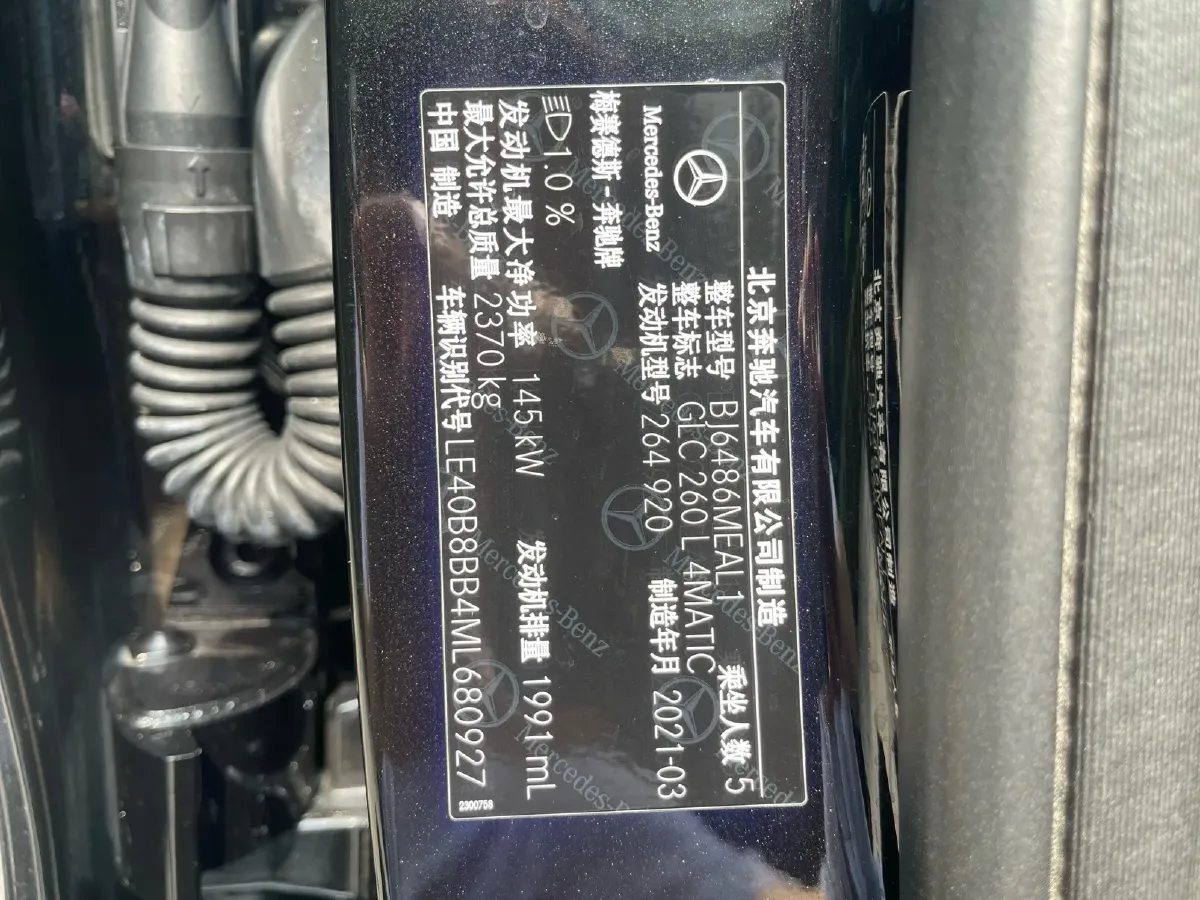 北京奔驰汽车有限公司制造
Mercedes-Benz
梅赛德斯-奔驰牌
整车型号 BJ6486MEAL1 乘坐人数 5
整车标志 GLC 260 L 4MATIC
发动机型号 264 920 制造年月 2021-03
1.0%
发动机最大净功率 145 kW 发动机排量 1991 mL
最大允许总质量 2370 kg
中国 制造 车辆识别代号 LE40B8BB4ML680927
2300758